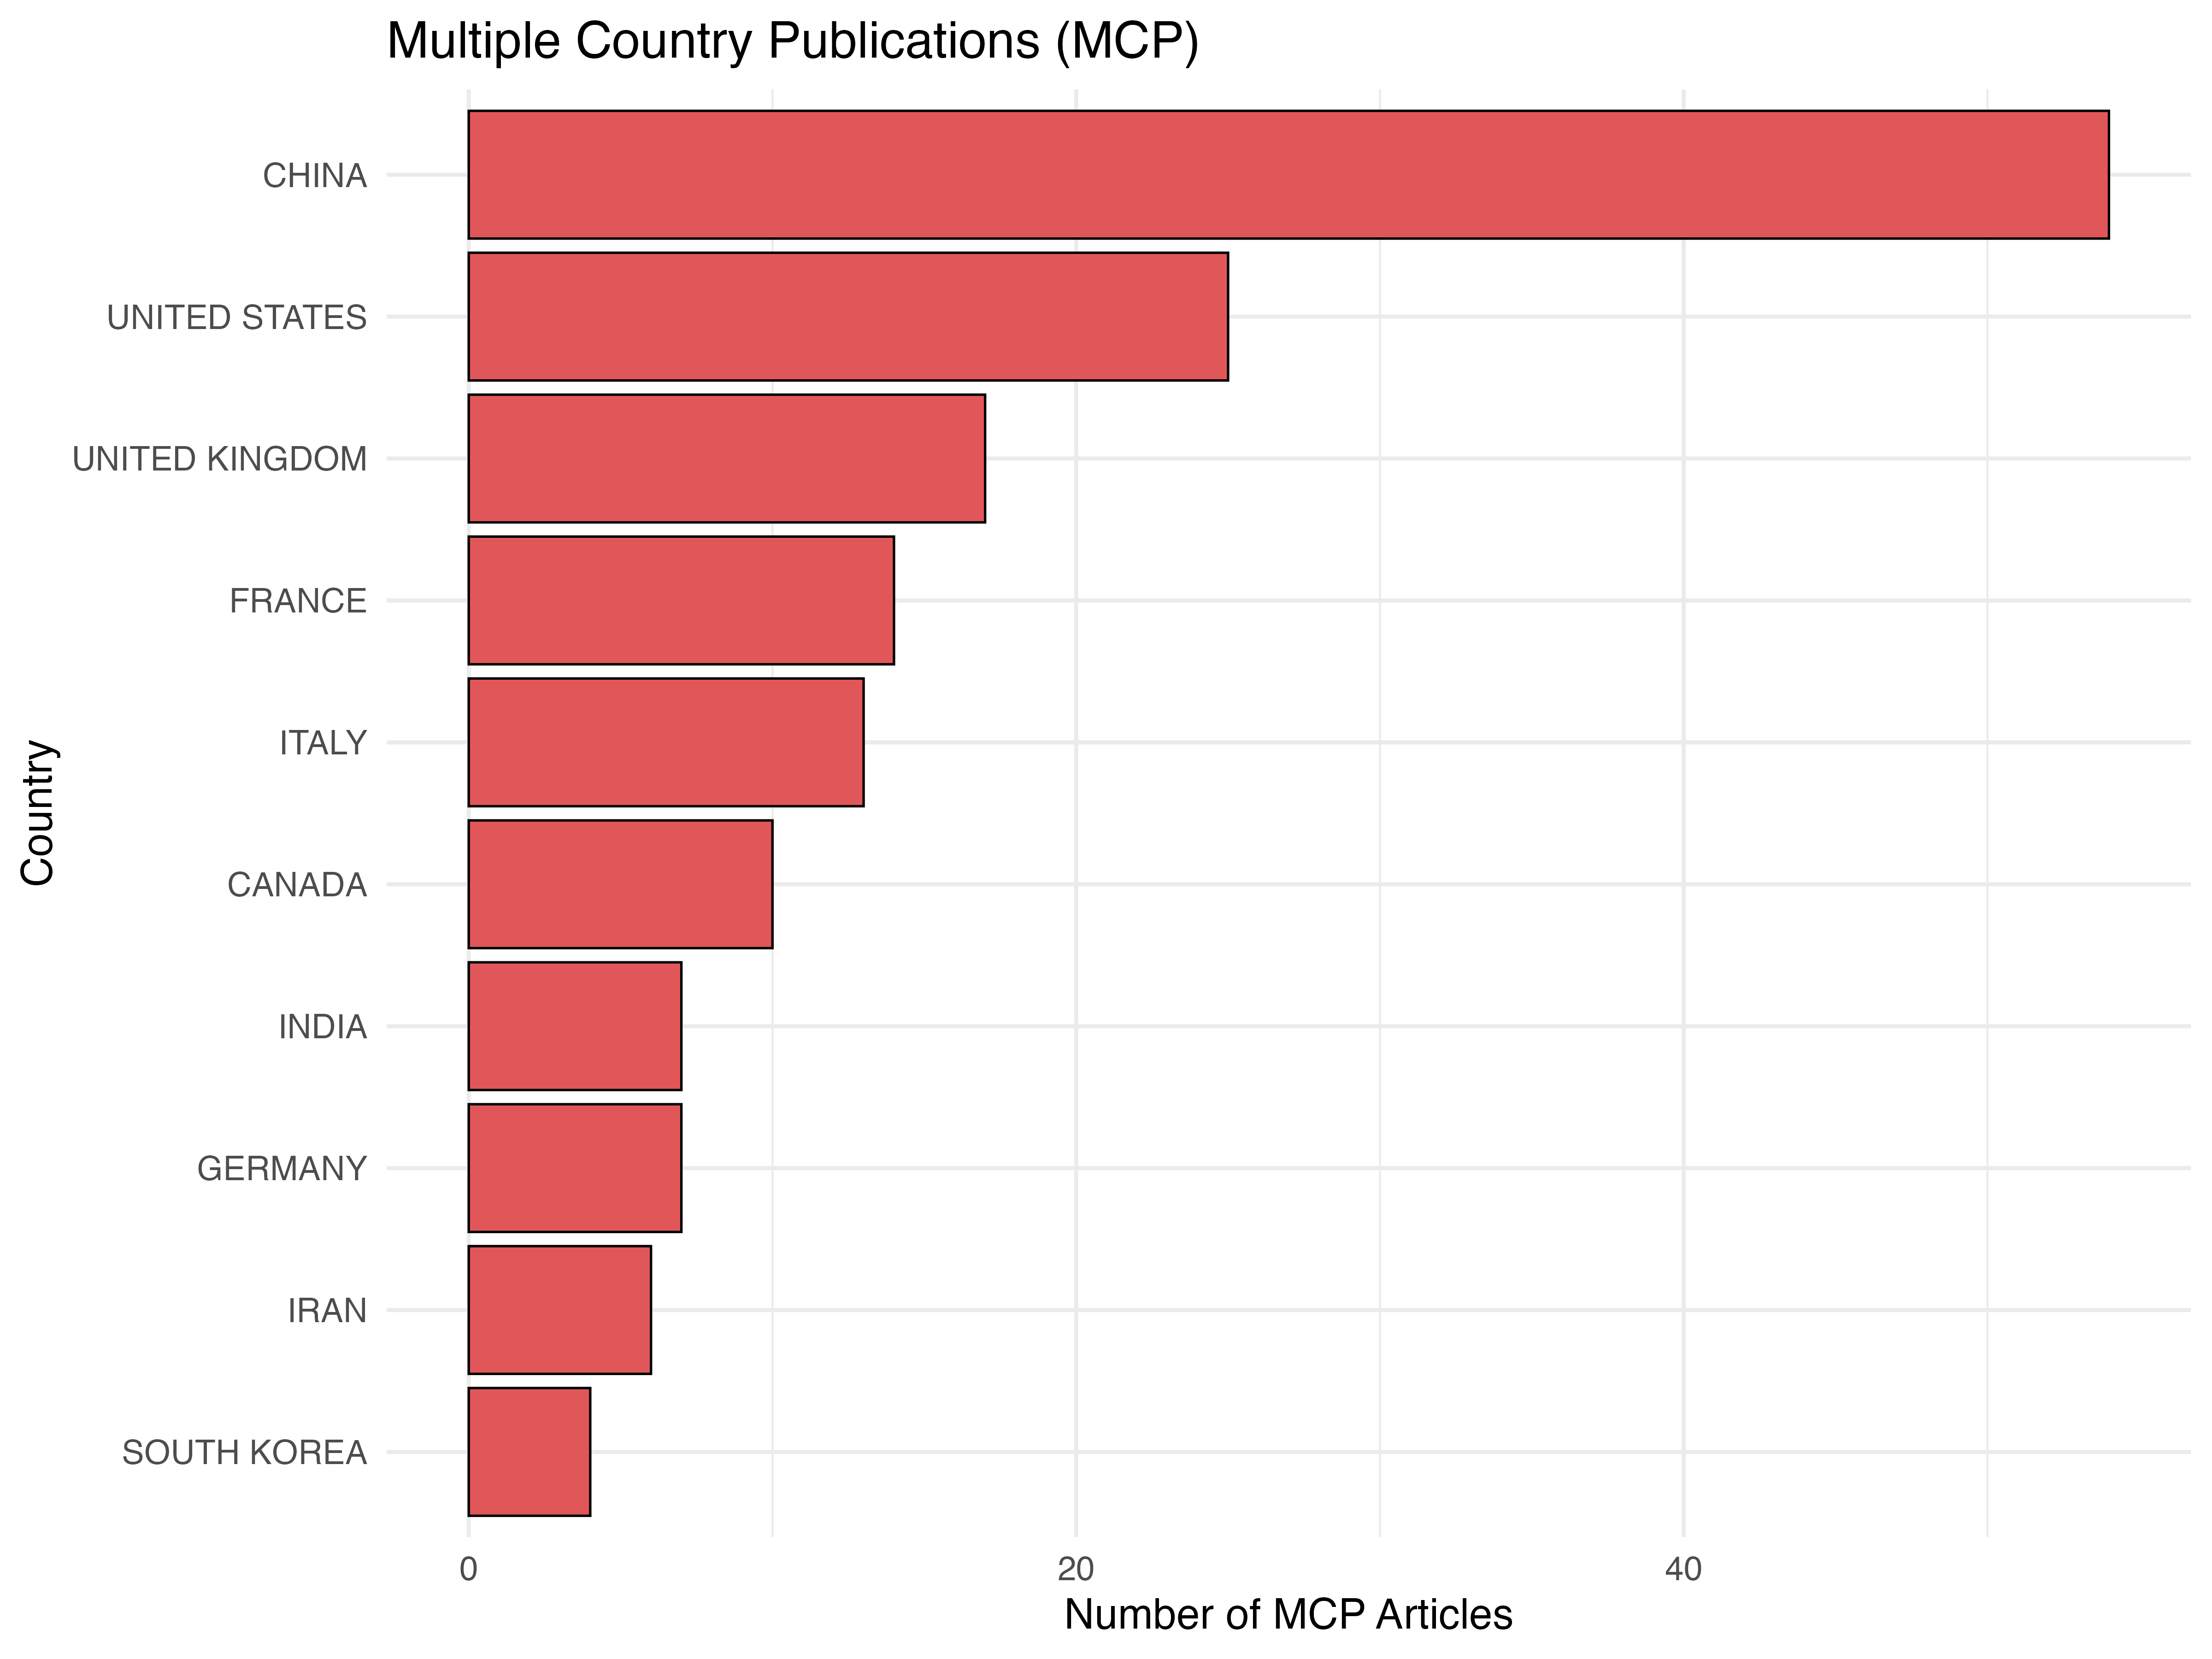 Multiple Country Publications (MCP)
CHINA
UNITED STATES
UNITED KINGDOM
FRANCE
ITALY
CANADA
INDIA
GERMANY
IRAN
SOUTH KOREA
Country
0 20 40
Number of MCP Articles